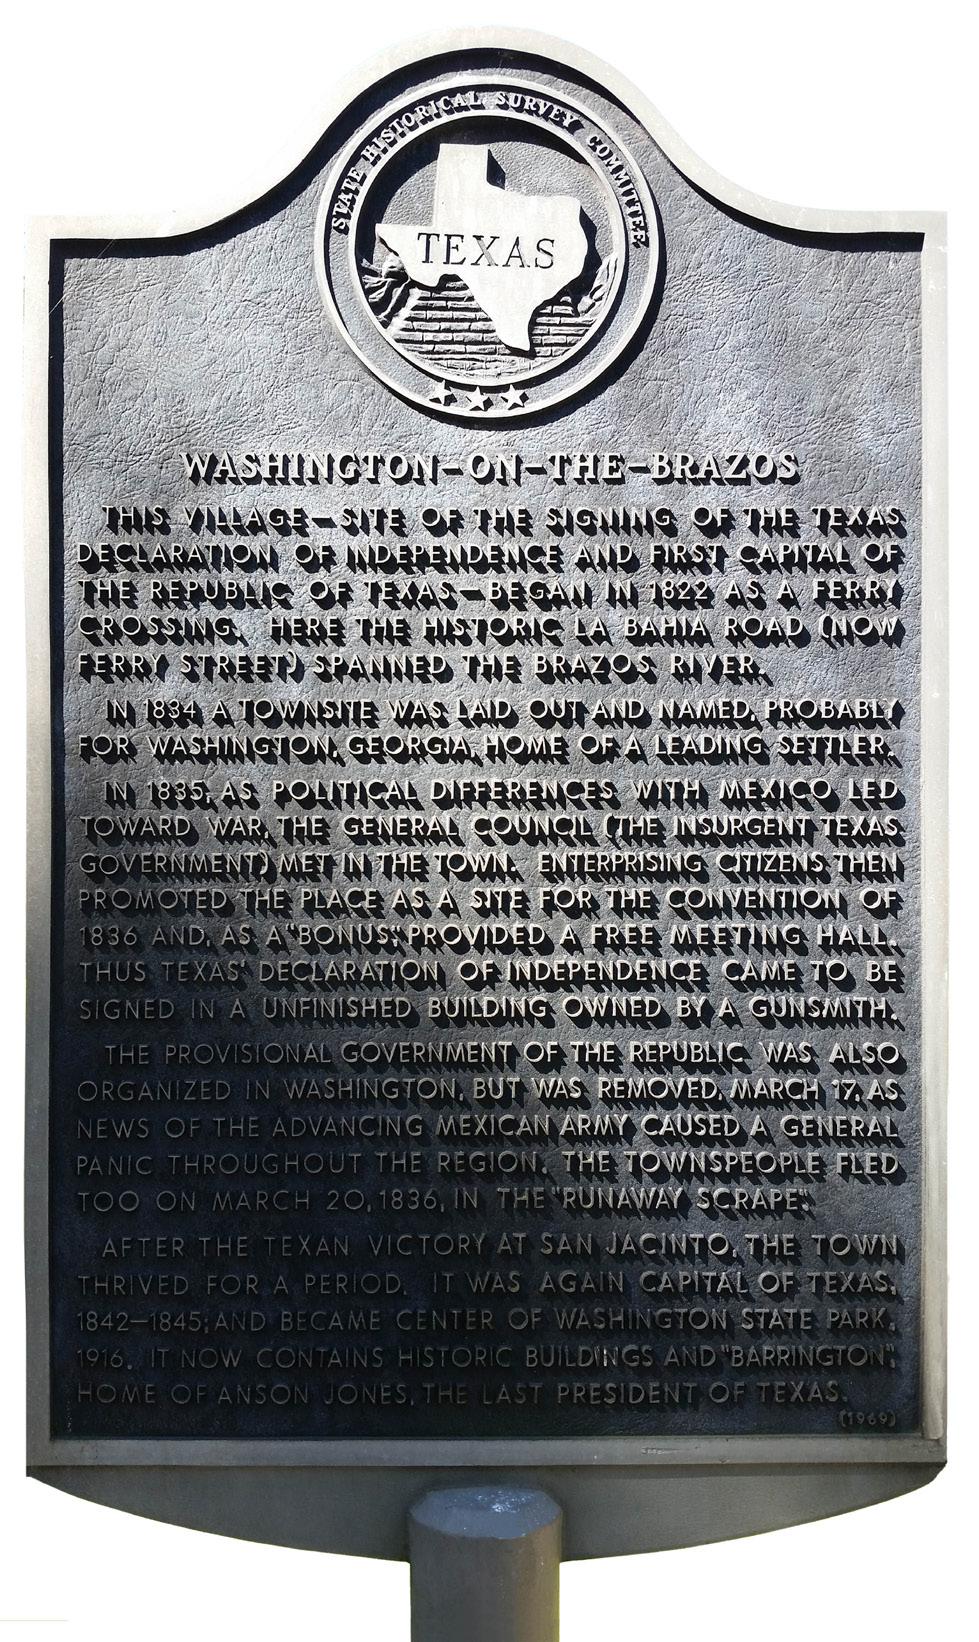 STATE HISTORICAL SURVEY COMMITTEE
TEXAS
WASHINGTON-ON-THE-BRAZOS
THIS VILLAGE—SITE OF THE SIGNING OF THE TEXAS
DECLARATION OF INDEPENDENCE AND FIRST CAPITAL OF
THE REPUBLIC OF TEXAS—BEGAN IN 1822 AS A FERRY
CROSSING. HERE THE HISTORIC LA BAHIA ROAD (NOW
FERRY STREET) SPANNED THE BRAZOS RIVER.
IN 1834 A TOWNSITE WAS LAID OUT AND NAMED, PROBABLY
FOR WASHINGTON, GEORGIA, HOME OF A LEADING SETTLER.
IN 1835, AS POLITICAL DIFFERENCES WITH MEXICO LED
TOWARD WAR, THE GENERAL COUNCIL (THE INSURGENT TEXAS
GOVERNMENT) MET IN THE TOWN. ENTERPRISING CITIZENS THEN
PROMOTED THE PLACE AS A SITE FOR THE CONVENTION OF
1836 AND, AS A "BONUS", PROVIDED A FREE MEETING HALL.
THUS TEXAS' DECLARATION OF INDEPENDENCE CAME TO BE
SIGNED IN A UNFINISHED BUILDING OWNED BY A GUNSMITH.
THE PROVISIONAL GOVERNMENT OF THE REPUBLIC WAS ALSO
ORGANIZED IN WASHINGTON, BUT WAS REMOVED, MARCH 17, AS
NEWS OF THE ADVANCING MEXICAN ARMY CAUSED A GENERAL
PANIC THROUGHOUT THE REGION. THE TOWNSPEOPLE FLED
TOO ON MARCH 20, 1836, IN THE "RUNAWAY SCRAPE".
AFTER THE TEXAN VICTORY AT SAN JACINTO, THE TOWN
THRIVED FOR A PERIOD. IT WAS AGAIN CAPITAL OF TEXAS,
1842—1845; AND BECAME CENTER OF WASHINGTON STATE PARK,
1916. IT NOW CONTAINS HISTORIC BUILDINGS AND "BARRINGTON",
HOME OF ANSON JONES, THE LAST PRESIDENT OF TEXAS.
(1969)